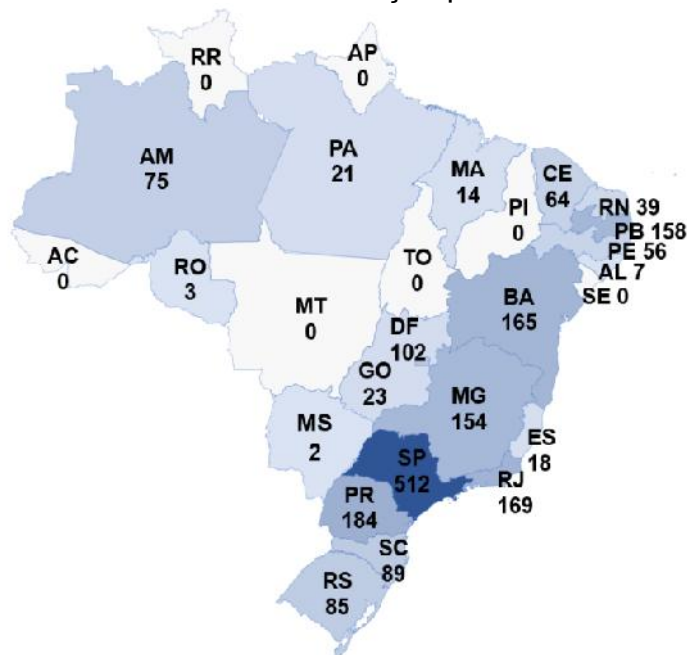 RR
0
AP
0
AM
75
PA
21
MA
14
CE
64
PI
0
RN 39
PB 158
PE 56
AL 7
SE 0
AC
0
RO
3
TO
0
MT
0
BA
165
DF
102
GO
23
MG
154
MS
2
ES
18
SP
512
RJ
169
PR
184
SC
89
RS
85